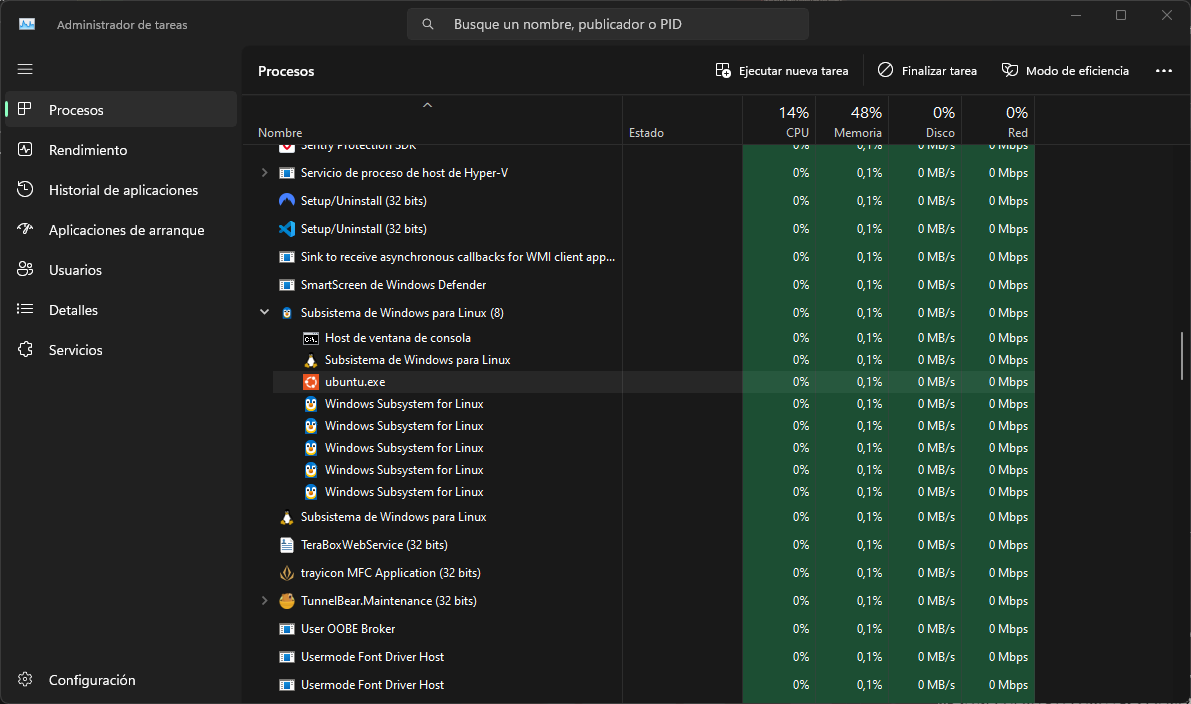 Administrador de tareas
Busque un nombre, publicador o PID
Procesos
Ejecutar nueva tarea
Finalizar tarea
Modo de eficiencia
Procesos
Rendimiento
Historial de aplicaciones
Aplicaciones de arranque
Usuarios
Detalles
Servicios
Configuración
14% 48% 0% 0%
Nombre Estado CPU Memoria Disco Red
Sentry Protection SDK 0% 0,1% 0 MB/s 0 Mbps
Servicio de proceso de host de Hyper-V 0% 0,1% 0 MB/s 0 Mbps
Setup/Uninstall (32 bits) 0% 0,1% 0 MB/s 0 Mbps
Setup/Uninstall (32 bits) 0% 0,1% 0 MB/s 0 Mbps
Sink to receive asynchronous callbacks for WMI client app... 0% 0,1% 0 MB/s 0 Mbps
SmartScreen de Windows Defender 0% 0,1% 0 MB/s 0 Mbps
Subsistema de Windows para Linux (8) 0% 0,1% 0 MB/s 0 Mbps
C:\. Host de ventana de consola 0% 0,1% 0 MB/s 0 Mbps
Subsistema de Windows para Linux 0% 0,1% 0 MB/s 0 Mbps
ubuntu.exe 0% 0,1% 0 MB/s 0 Mbps
Windows Subsystem for Linux 0% 0,1% 0 MB/s 0 Mbps
Windows Subsystem for Linux 0% 0,1% 0 MB/s 0 Mbps
Windows Subsystem for Linux 0% 0,1% 0 MB/s 0 Mbps
Windows Subsystem for Linux 0% 0,1% 0 MB/s 0 Mbps
Windows Subsystem for Linux 0% 0,1% 0 MB/s 0 Mbps
Subsistema de Windows para Linux 0% 0,1% 0 MB/s 0 Mbps
TeraBoxWebService (32 bits) 0% 0,1% 0 MB/s 0 Mbps
trayicon MFC Application (32 bits) 0% 0,1% 0 MB/s 0 Mbps
TunnelBear.Maintenance (32 bits) 0% 0,1% 0 MB/s 0 Mbps
User OOBE Broker 0% 0,1% 0 MB/s 0 Mbps
Usermode Font Driver Host 0% 0,1% 0 MB/s 0 Mbps
Usermode Font Driver Host 0% 0,1% 0 MB/s 0 Mbps